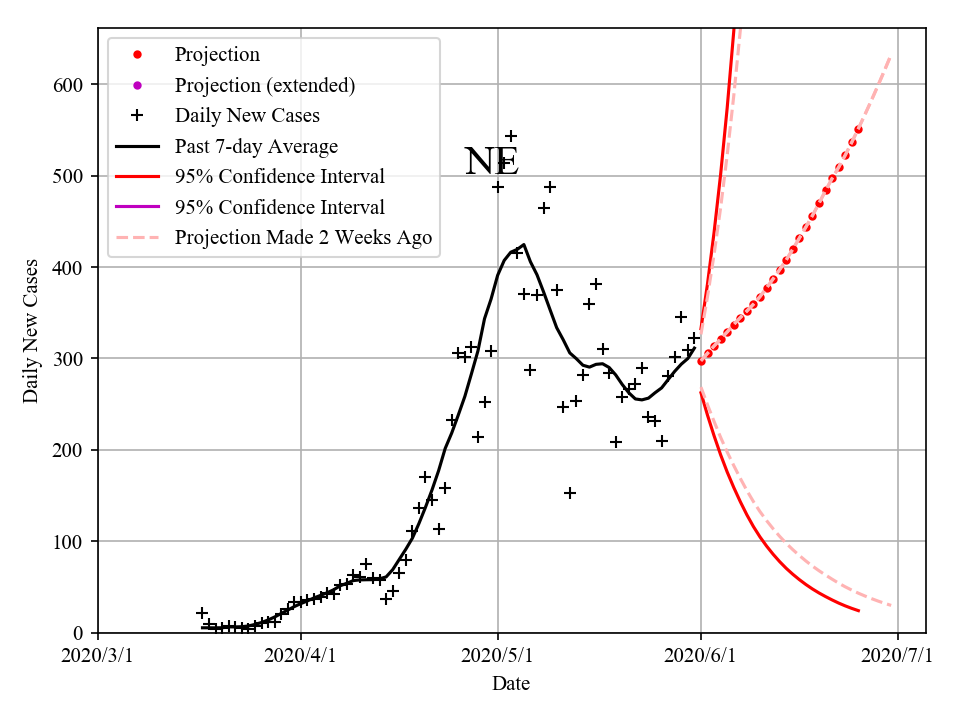 Projection
Projection (extended)
Daily New Cases
Past 7-day Average
95% Confidence Interval
95% Confidence Interval
Projection Made 2 Weeks Ago
NE
600
500
400
300
200
100
0
Daily New Cases
2020/3/1
2020/4/1
2020/5/1
2020/6/1
2020/7/1
Date